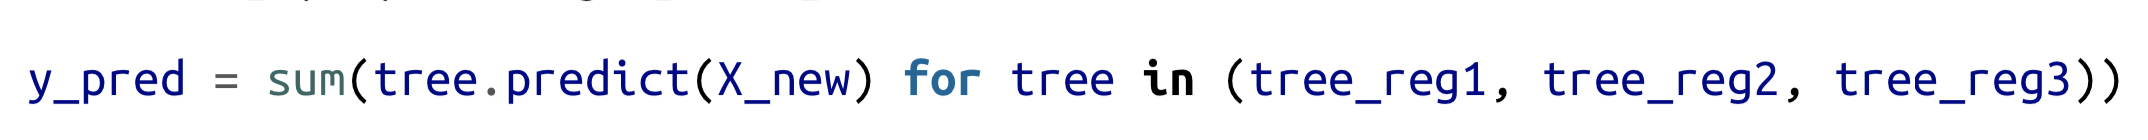 y_pred = sum(tree.predict(X_new) for tree in (tree_reg1, tree_reg2, tree_reg3))